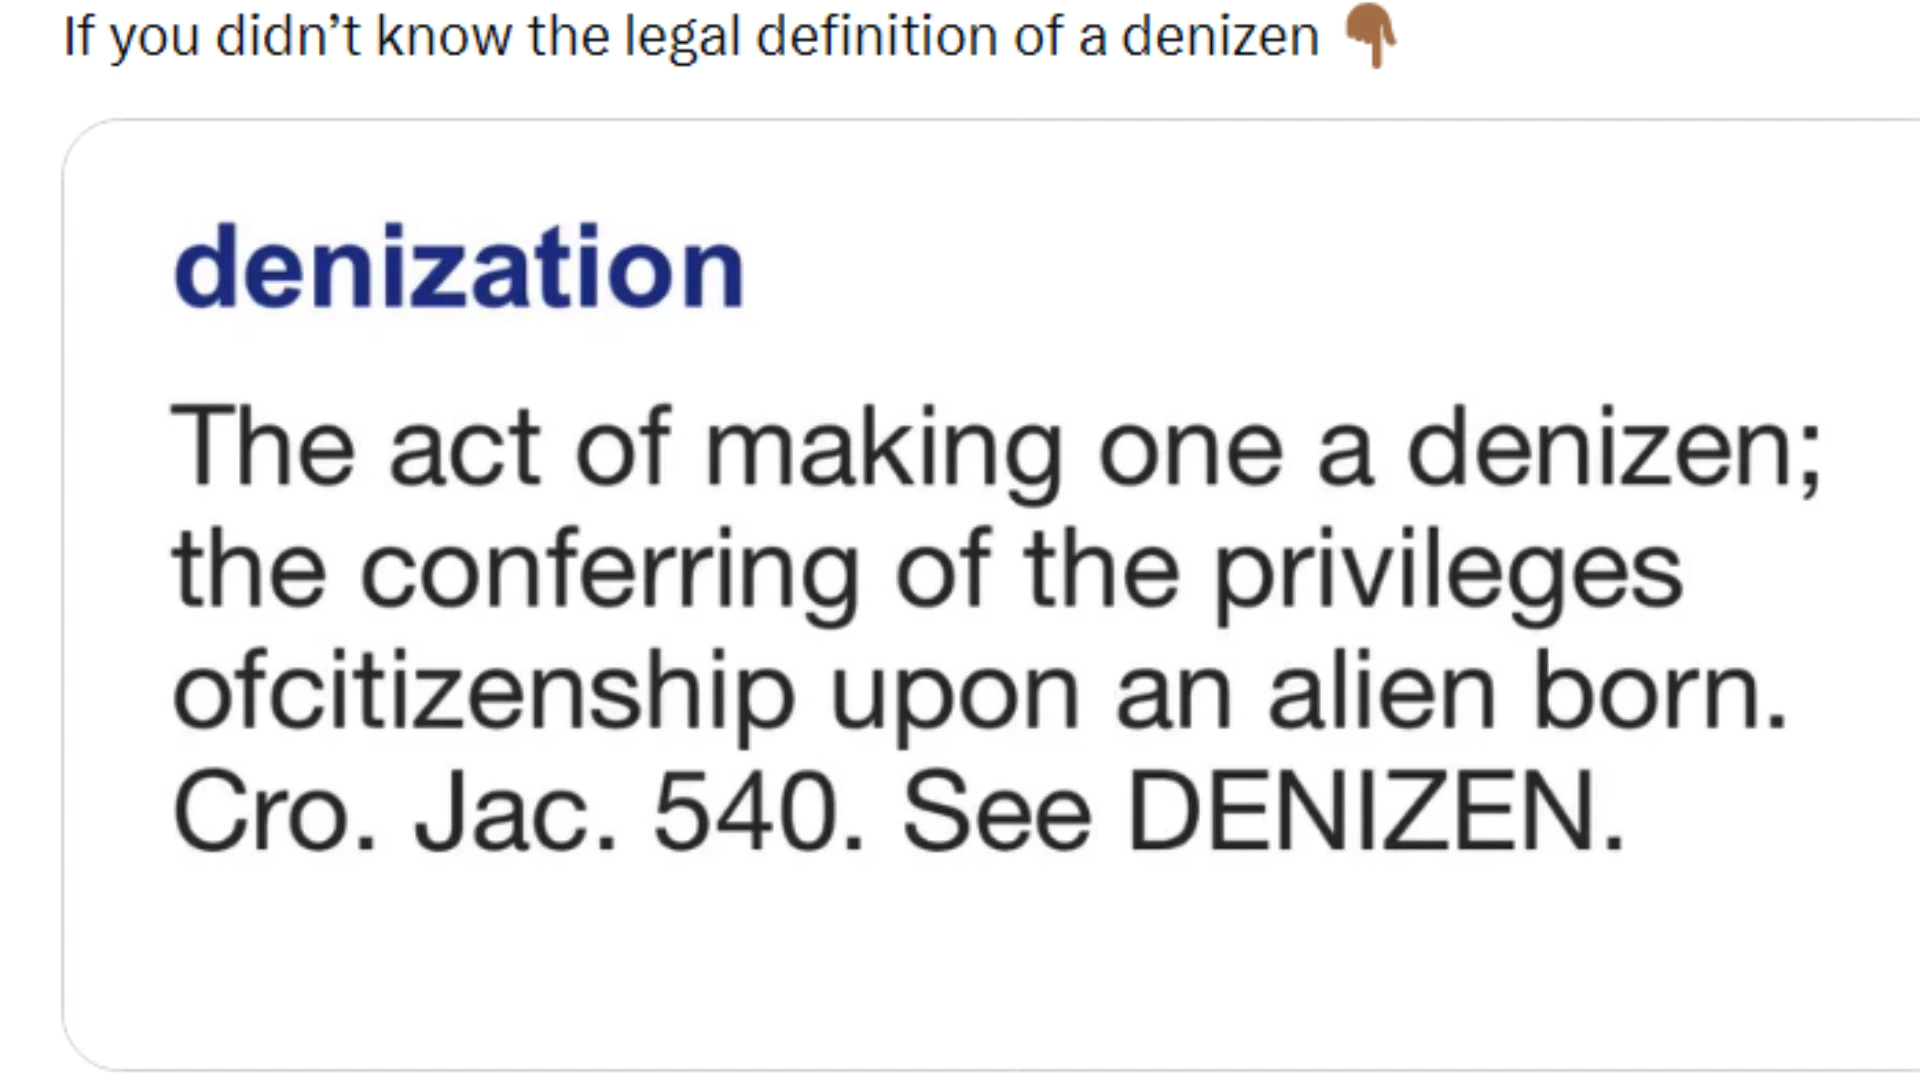 If you didn’t know the legal definition of a denizen 👇🏾
denization
The act of making one a denizen;
the conferring of the privileges
ofcitizenship upon an alien born.
Cro. Jac. 540. See DENIZEN.